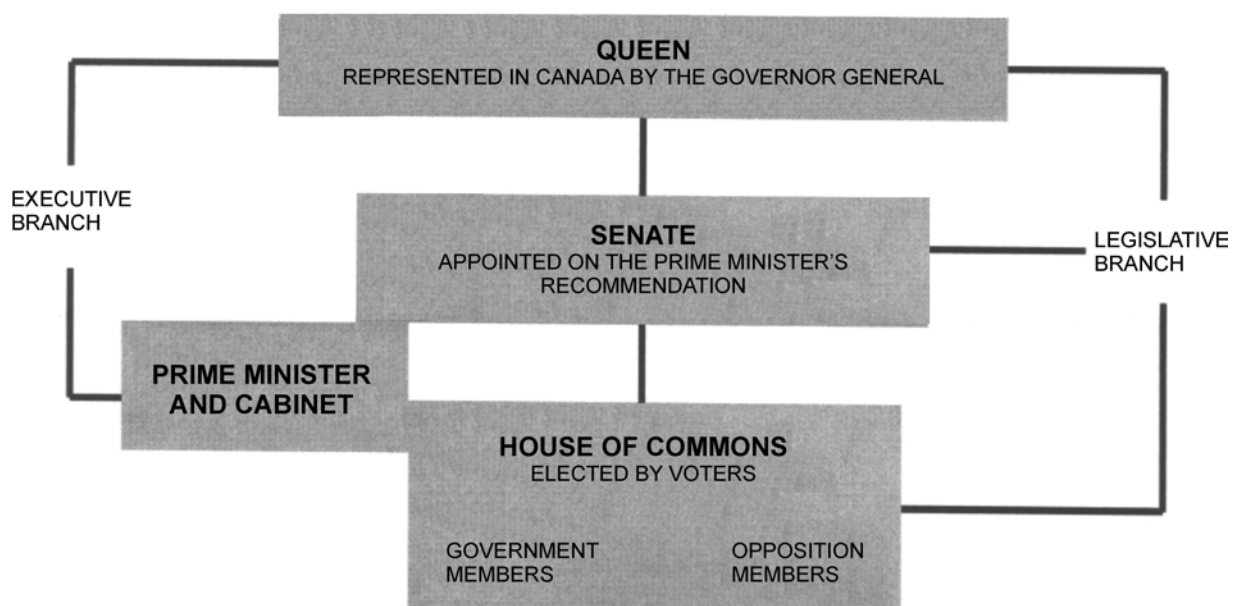 QUEEN
REPRESENTED IN CANADA BY THE GOVERNOR GENERAL
EXECUTIVE
BRANCH
SENATE
APPOINTED ON THE PRIME MINISTER'S
RECOMMENDATION
LEGISLATIVE
BRANCH
PRIME MINISTER
AND CABINET
HOUSE OF COMMONS
ELECTED BY VOTERS
GOVERNMENT
MEMBERS
OPPOSITION
MEMBERS